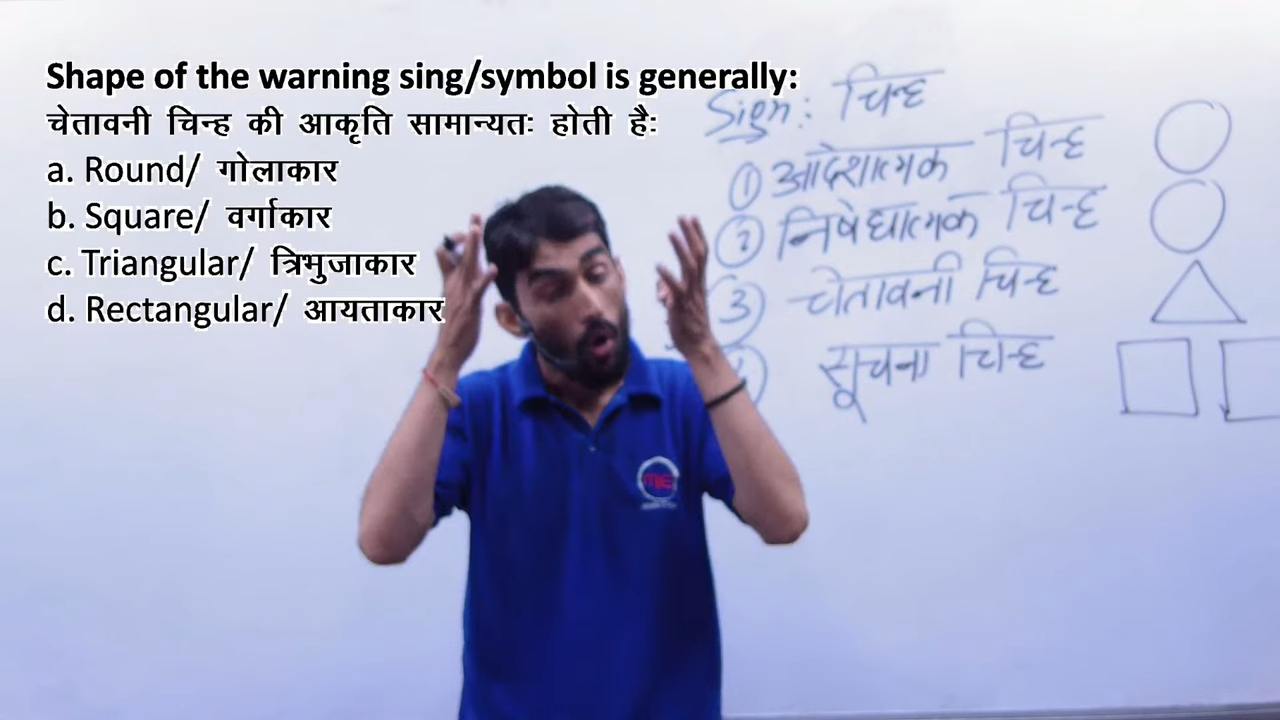 Shape of the warning sing/symbol is generally:
चेतावनी चिन्ह की आकृति सामान्यतः होती हैः
a. Round/ गोलाकार
b. Square/ वर्गाकार
c. Triangular/ त्रिभुजाकार
d. Rectangular/ आयताकार
Sign: चिन्ह
① आदेशात्मक चिन्ह
② निषेधात्मक चिन्ह
③ चेतावनी चिन्ह
सूचना चिन्ह
MIE